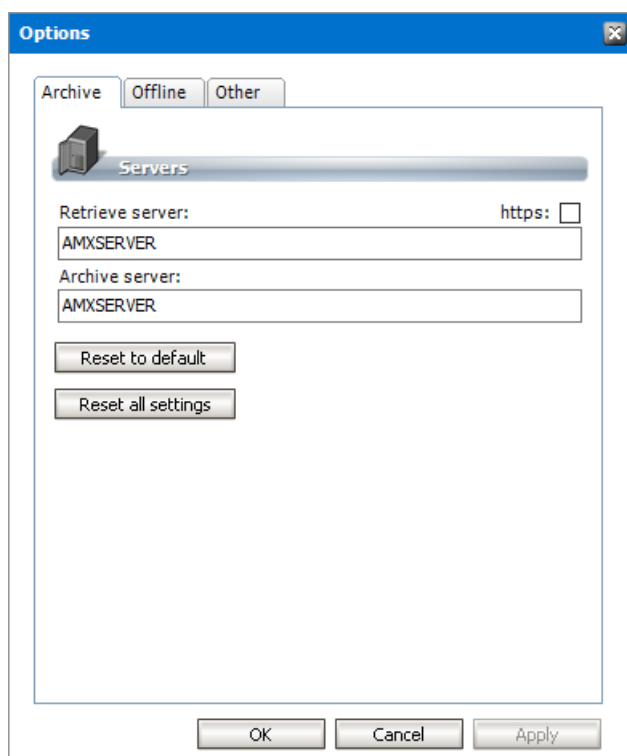 Options
Archive Offline Other
Servers
Retrieve server: https:
AMXSERVER
Archive server:
AMXSERVER
Reset to default
Reset all settings
OK Cancel Apply